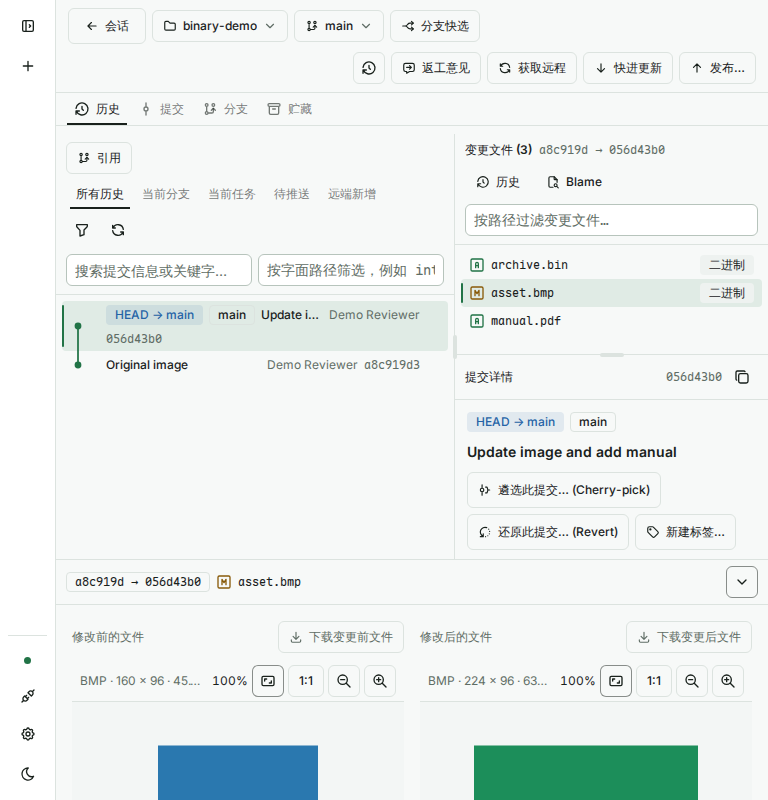 会话
binary-demo
main
分支快选
返工意见
获取远程
快进更新
发布...
历史
提交
分支
贮藏
引用
所有历史
当前分支
当前任务
待推送
远端新增
搜索提交信息或关键字...
按字面路径筛选，例如 int
HEAD → main
main
Update i...
Demo Reviewer
056d43b0
Original image
Demo Reviewer
a8c919d3
变更文件 (3)
a8c919d → 056d43b0
历史
Blame
按路径过滤变更文件...
A
archive.bin
二进制
M
asset.bmp
二进制
A
manual.pdf
提交详情
056d43b0
HEAD → main
main
Update image and add manual
遴选此提交... (Cherry-pick)
还原此提交... (Revert)
新建标签...
a8c919d → 056d43b0
M
asset.bmp
修改前的文件
下载变更前文件
BMP · 160 × 96 · 45....
100%
1:1
修改后的文件
下载变更后文件
BMP · 224 × 96 · 63...
100%
1:1